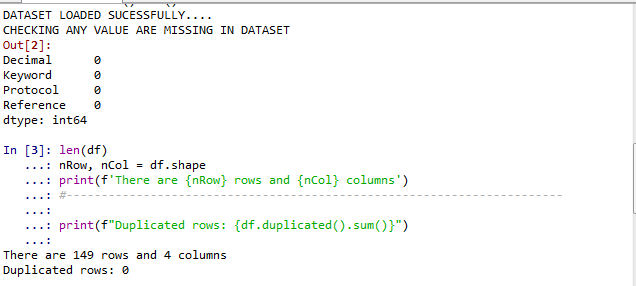 DATASET LOADED SUCESSFULLY....
CHECKING ANY VALUE ARE MISSING IN DATASET
Out[2]:
Decimal      0
Keyword      0
Protocol     0
Reference    0
dtype: int64
In [3]: len(df)
   ...: nRow, nCol = df.shape
   ...: print(f'There are {nRow} rows and {nCol} columns')
   ...: #----------------------------------------------------------------------
   ...:
   ...: print(f"Duplicated rows: {df.duplicated().sum()}")
   ...:
There are 149 rows and 4 columns
Duplicated rows: 0